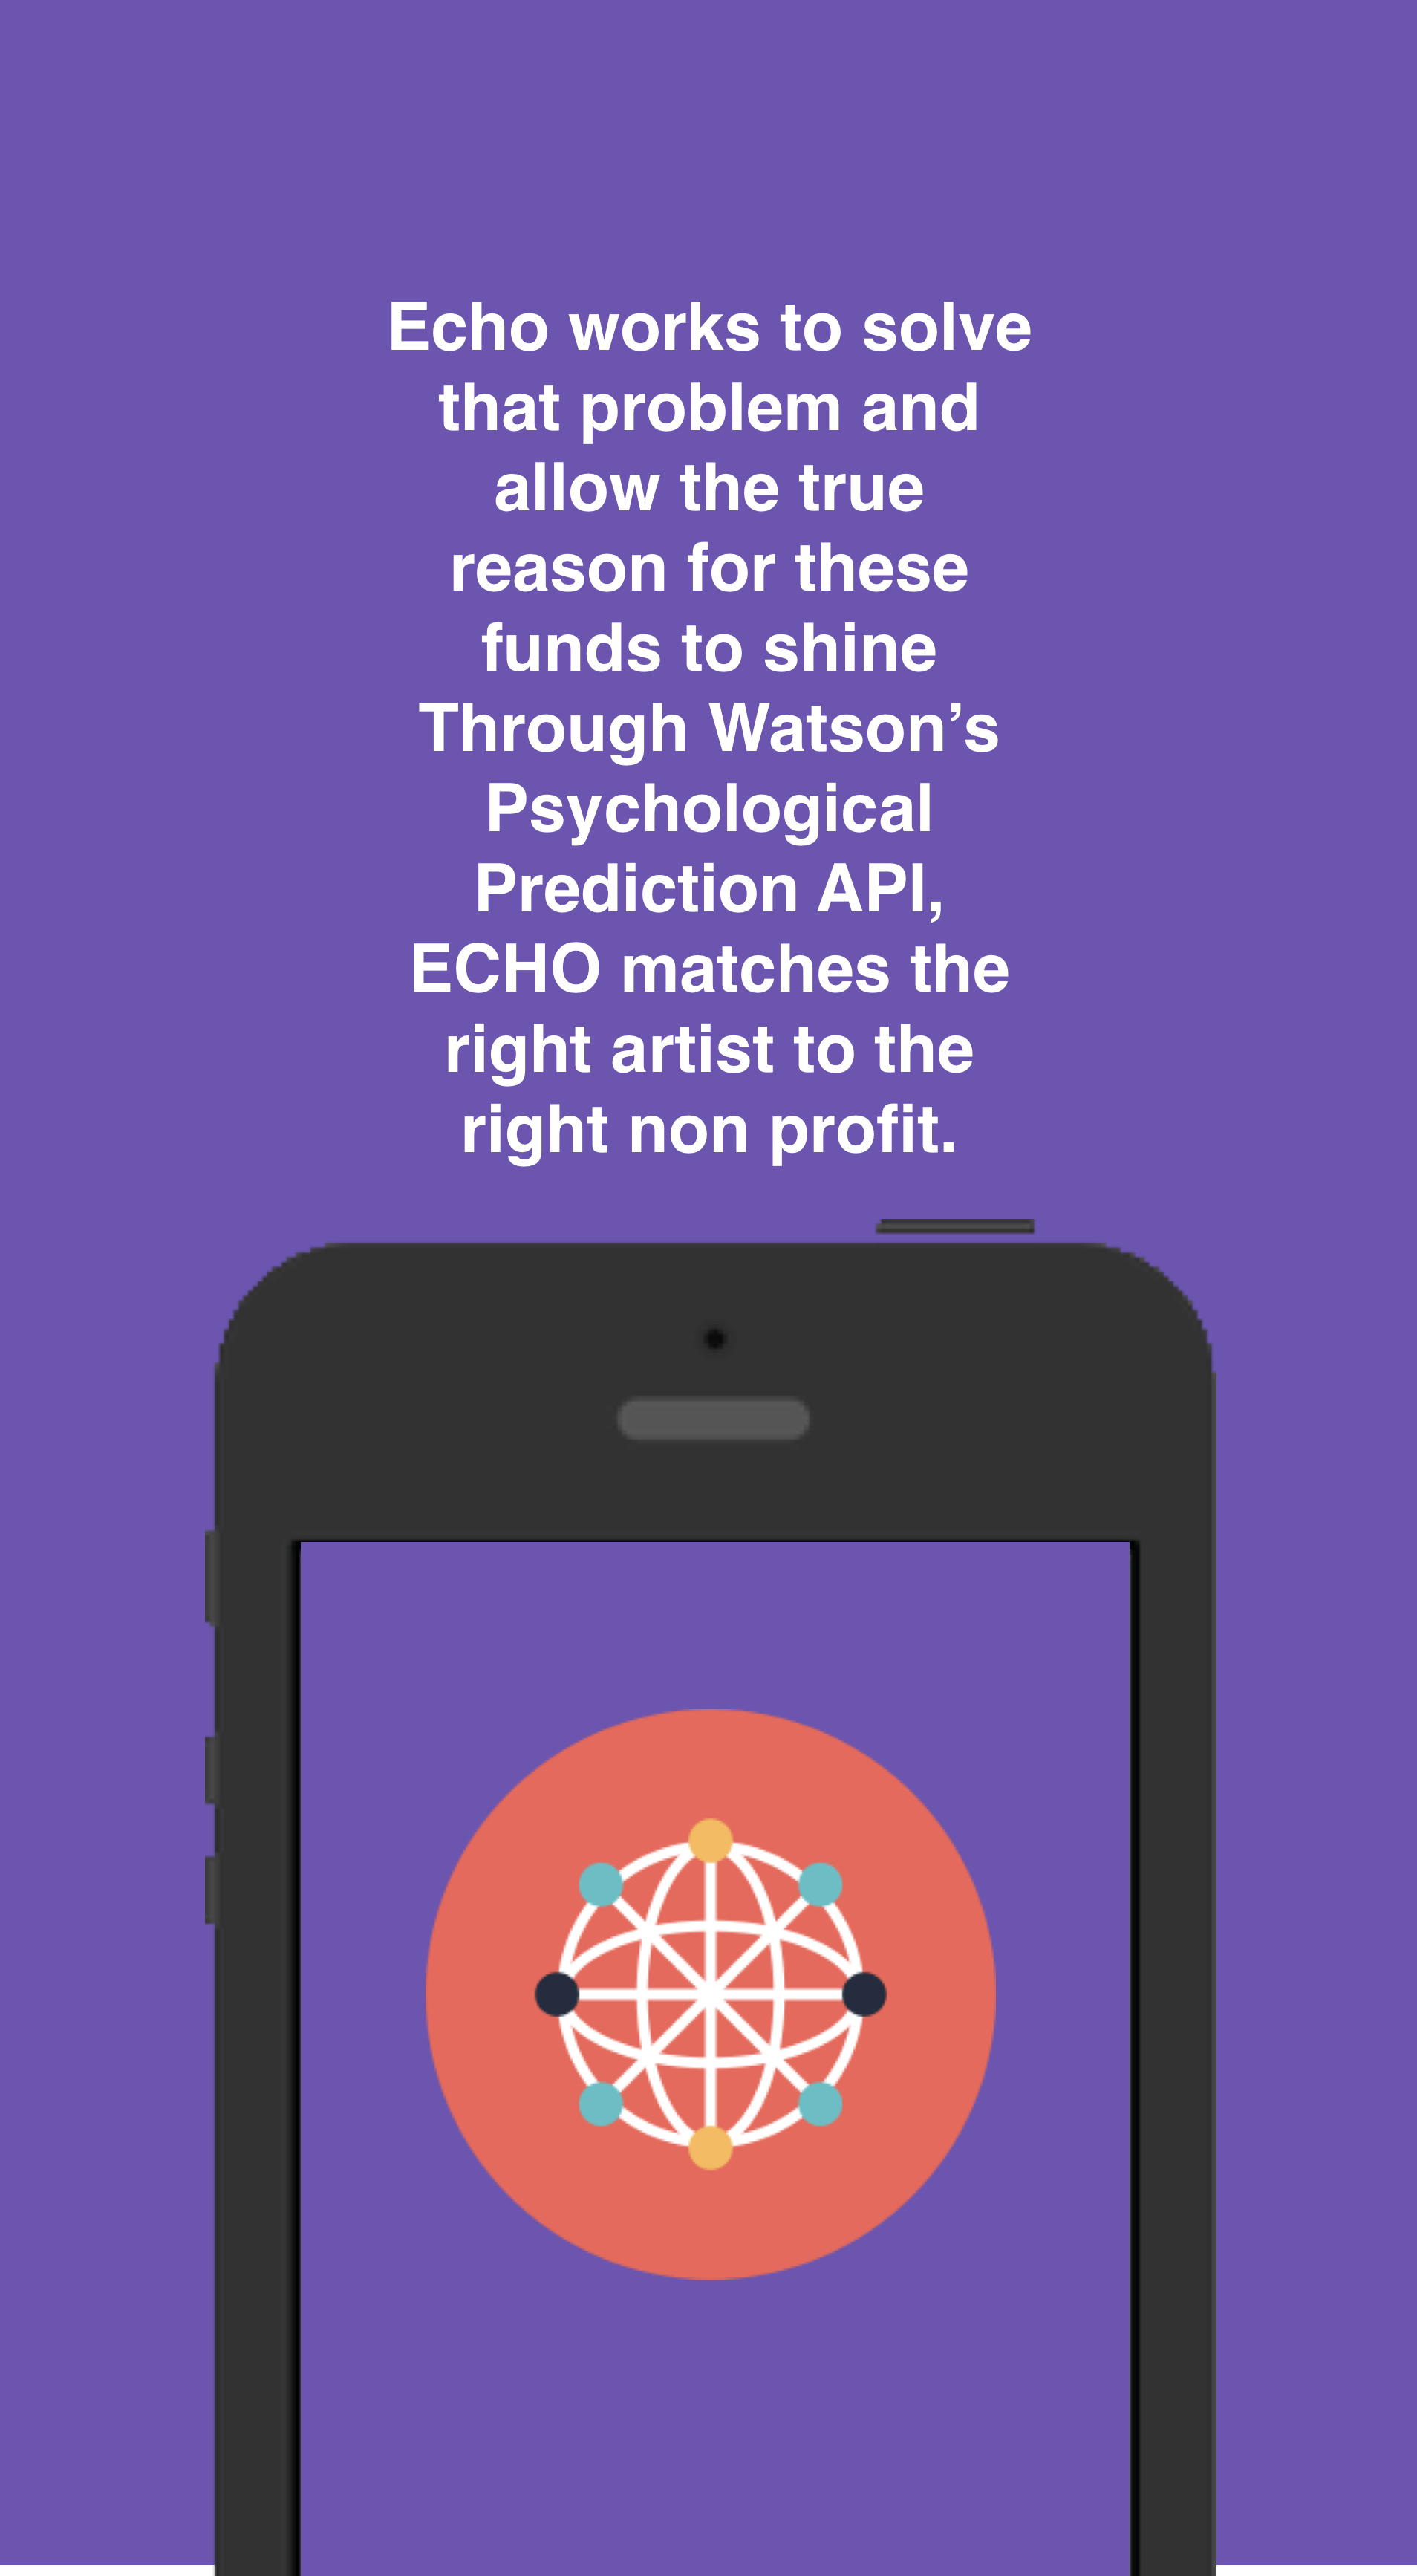 Echo works to solve
that problem and
allow the true
reason for these
funds to shine
Through Watson’s
Psychological
Prediction API,
ECHO matches the
right artist to the
right non profit.